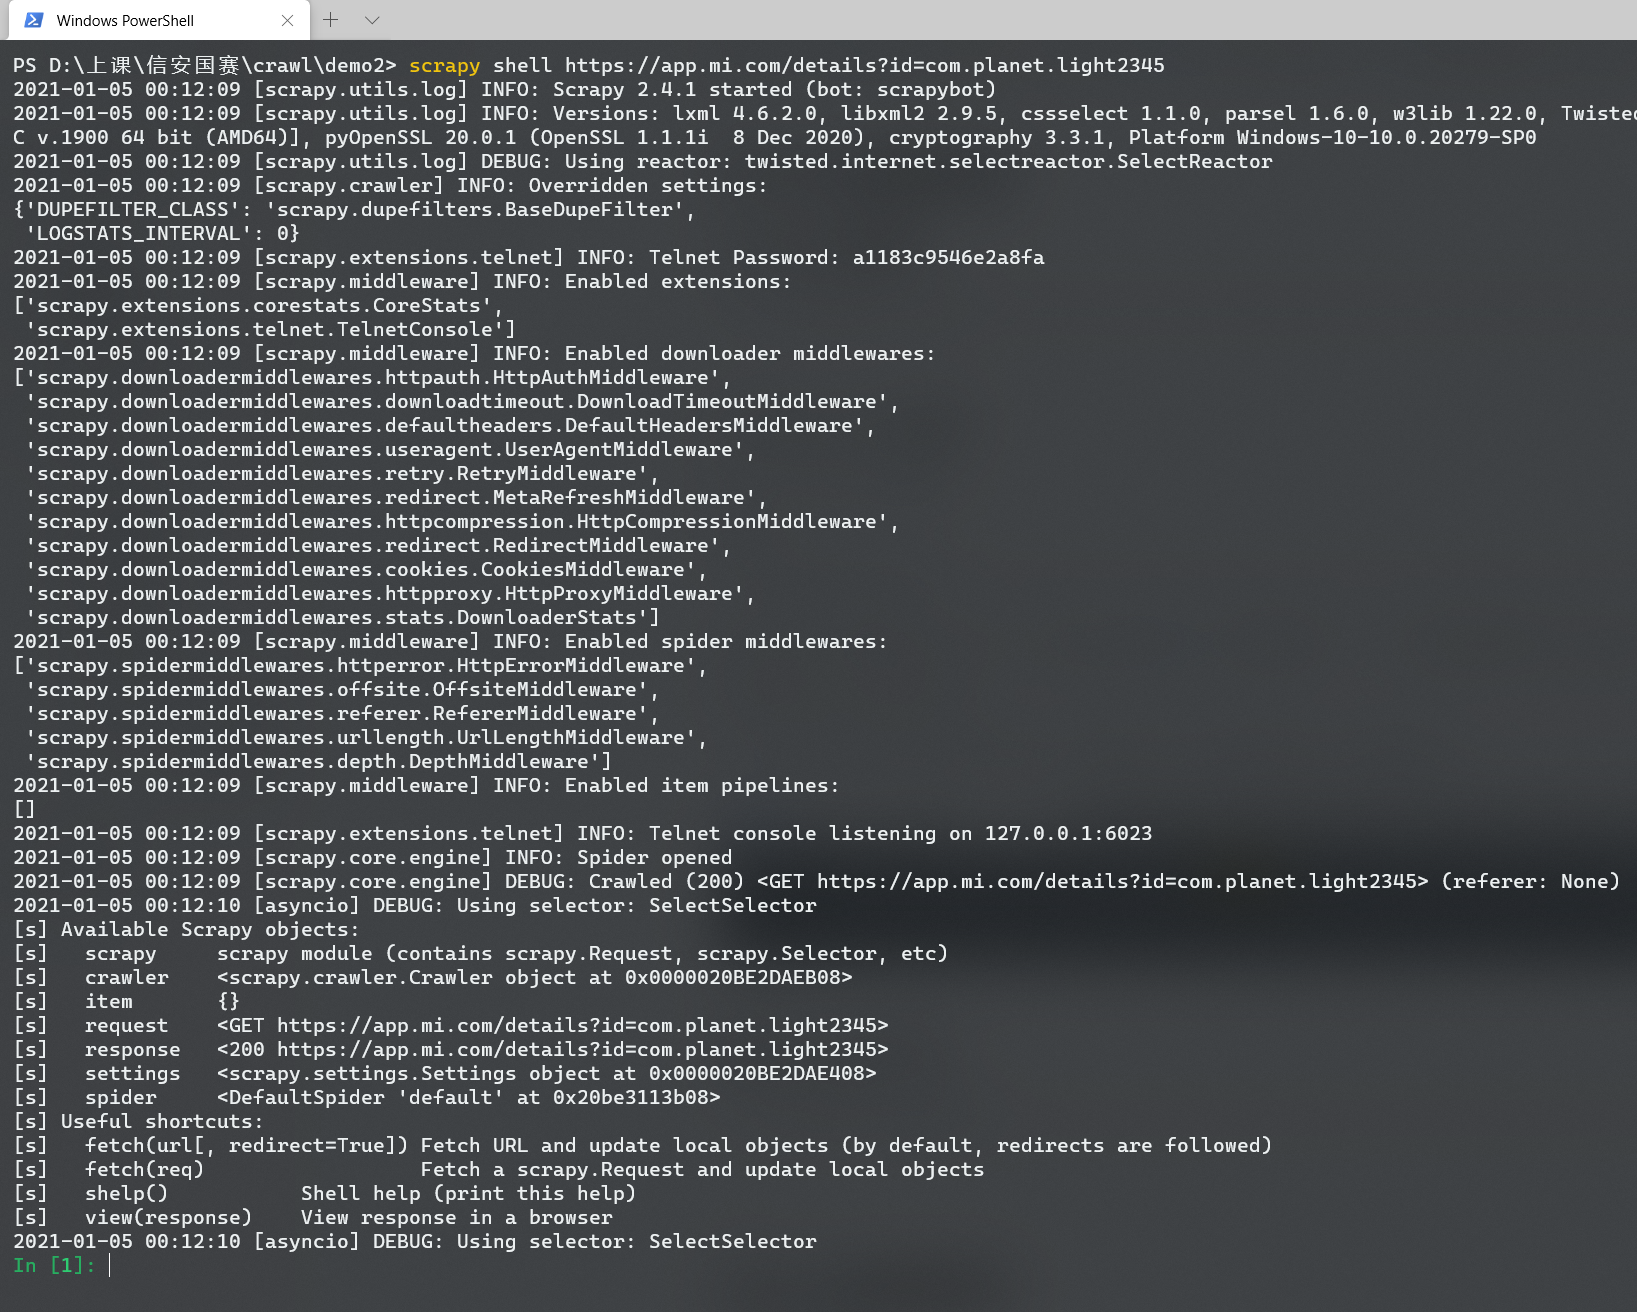 Windows PowerShell
PS D:\上课\信安国赛\crawl\demo2> scrapy shell https://app.mi.com/details?id=com.planet.light2345
2021-01-05 00:12:09 [scrapy.utils.log] INFO: Scrapy 2.4.1 started (bot: scrapybot)
2021-01-05 00:12:09 [scrapy.utils.log] INFO: Versions: lxml 4.6.2.0, libxml2 2.9.5, cssselect 1.1.0, parsel 1.6.0, w3lib 1.22.0, Twisted
C v.1900 64 bit (AMD64)], pyOpenSSL 20.0.1 (OpenSSL 1.1.1i  8 Dec 2020), cryptography 3.3.1, Platform Windows-10-10.0.20279-SP0
2021-01-05 00:12:09 [scrapy.utils.log] DEBUG: Using reactor: twisted.internet.selectreactor.SelectReactor
2021-01-05 00:12:09 [scrapy.crawler] INFO: Overridden settings:
{'DUPEFILTER_CLASS': 'scrapy.dupefilters.BaseDupeFilter',
 'LOGSTATS_INTERVAL': 0}
2021-01-05 00:12:09 [scrapy.extensions.telnet] INFO: Telnet Password: a1183c9546e2a8fa
2021-01-05 00:12:09 [scrapy.middleware] INFO: Enabled extensions:
['scrapy.extensions.corestats.CoreStats',
 'scrapy.extensions.telnet.TelnetConsole']
2021-01-05 00:12:09 [scrapy.middleware] INFO: Enabled downloader middlewares:
['scrapy.downloadermiddlewares.httpauth.HttpAuthMiddleware',
 'scrapy.downloadermiddlewares.downloadtimeout.DownloadTimeoutMiddleware',
 'scrapy.downloadermiddlewares.defaultheaders.DefaultHeadersMiddleware',
 'scrapy.downloadermiddlewares.useragent.UserAgentMiddleware',
 'scrapy.downloadermiddlewares.retry.RetryMiddleware',
 'scrapy.downloadermiddlewares.redirect.MetaRefreshMiddleware',
 'scrapy.downloadermiddlewares.httpcompression.HttpCompressionMiddleware',
 'scrapy.downloadermiddlewares.redirect.RedirectMiddleware',
 'scrapy.downloadermiddlewares.cookies.CookiesMiddleware',
 'scrapy.downloadermiddlewares.httpproxy.HttpProxyMiddleware',
 'scrapy.downloadermiddlewares.stats.DownloaderStats']
2021-01-05 00:12:09 [scrapy.middleware] INFO: Enabled spider middlewares:
['scrapy.spidermiddlewares.httperror.HttpErrorMiddleware',
 'scrapy.spidermiddlewares.offsite.OffsiteMiddleware',
 'scrapy.spidermiddlewares.referer.RefererMiddleware',
 'scrapy.spidermiddlewares.urllength.UrlLengthMiddleware',
 'scrapy.spidermiddlewares.depth.DepthMiddleware']
2021-01-05 00:12:09 [scrapy.middleware] INFO: Enabled item pipelines:
[]
2021-01-05 00:12:09 [scrapy.extensions.telnet] INFO: Telnet console listening on 127.0.0.1:6023
2021-01-05 00:12:09 [scrapy.core.engine] INFO: Spider opened
2021-01-05 00:12:09 [scrapy.core.engine] DEBUG: Crawled (200) <GET https://app.mi.com/details?id=com.planet.light2345> (referer: None)
2021-01-05 00:12:10 [asyncio] DEBUG: Using selector: SelectSelector
[s] Available Scrapy objects:
[s]   scrapy     scrapy module (contains scrapy.Request, scrapy.Selector, etc)
[s]   crawler    <scrapy.crawler.Crawler object at 0x0000020BE2DAEB08>
[s]   item       {}
[s]   request    <GET https://app.mi.com/details?id=com.planet.light2345>
[s]   response   <200 https://app.mi.com/details?id=com.planet.light2345>
[s]   settings   <scrapy.settings.Settings object at 0x0000020BE2DAE408>
[s]   spider     <DefaultSpider 'default' at 0x20be3113b08>
[s] Useful shortcuts:
[s]   fetch(url[, redirect=True]) Fetch URL and update local objects (by default, redirects are followed)
[s]   fetch(req)                  Fetch a scrapy.Request and update local objects
[s]   shelp()           Shell help (print this help)
[s]   view(response)    View response in a browser
2021-01-05 00:12:10 [asyncio] DEBUG: Using selector: SelectSelector
In [1]: